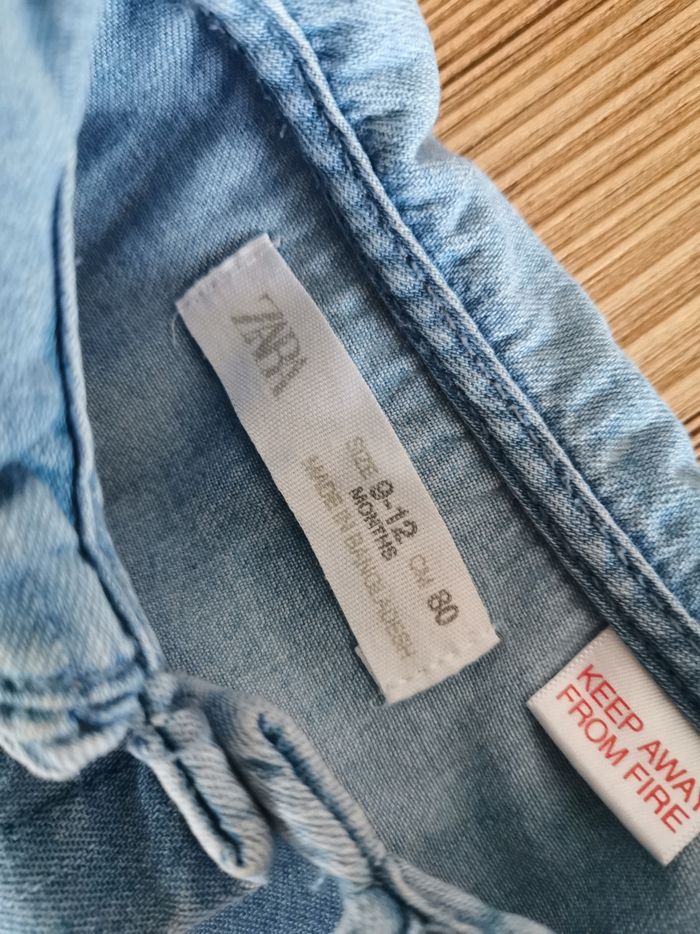 ZARA
SIZE 9-12 CM 80
MONTHS
MADE IN BANGLADESH
KEEP AWAY
FROM FIRE